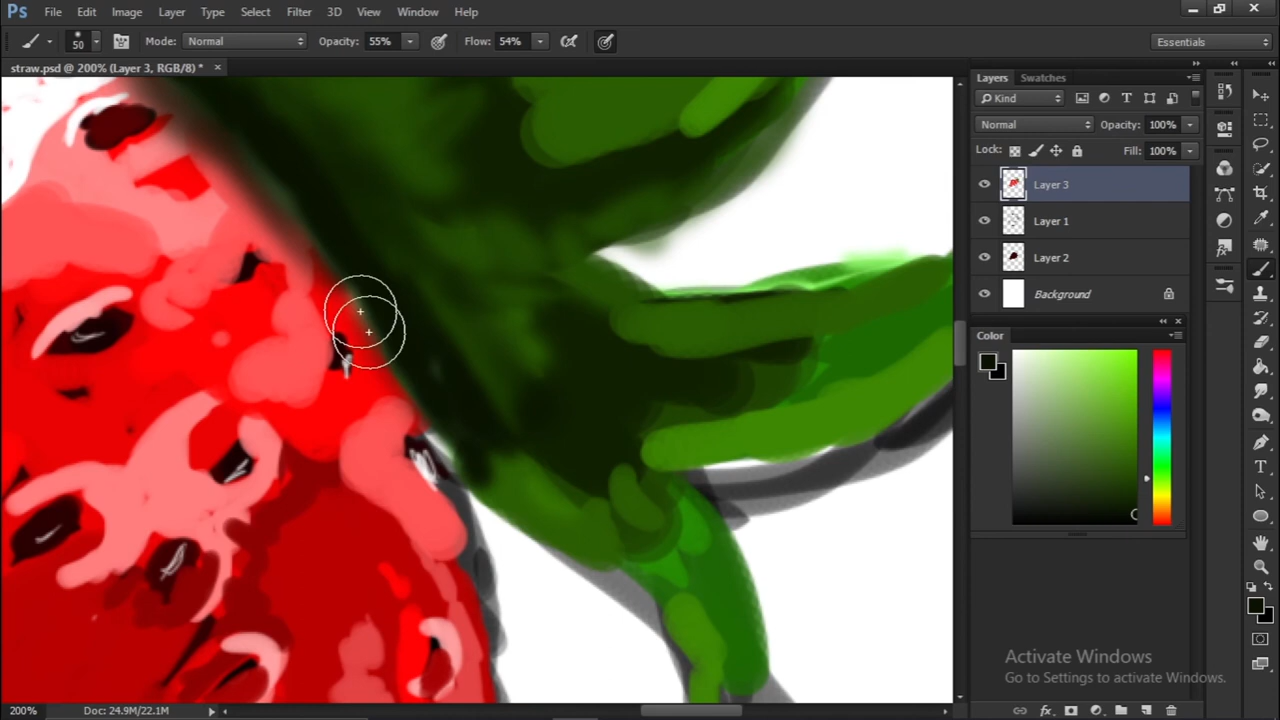 Ps File Edit Image Layer Type Select Filter 3D View Window Help
50 Mode: Normal Opacity: 55% Flow: 54% Essentials
straw.psd @ 200% (Layer 3, RGB/8) * ×
Layers Swatches
Kind
Normal Opacity: 100%
Lock: Fill: 100%
Layer 3
Layer 1
Layer 2
Background
Color
Activate Windows
Go to Settings to activate Windows.
200% Doc: 24.9M/22.1M